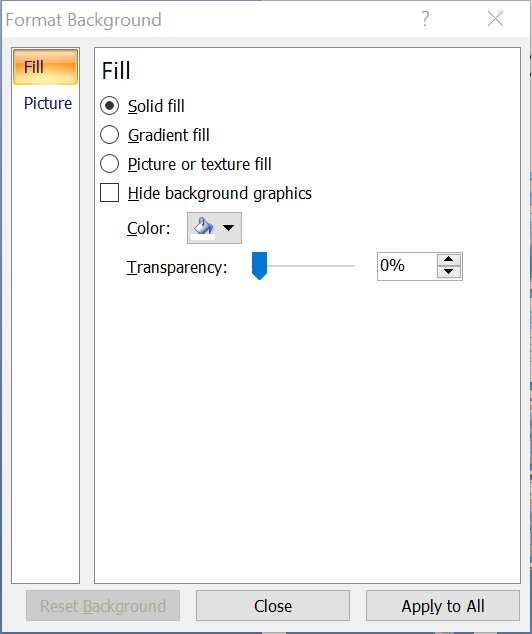 Format Background
?
Fill
Picture
Fill
Solid fill
Gradient fill
Picture or texture fill
Hide background graphics
Color:
Transparency:
0%
Reset Background
Close
Apply to All